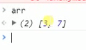 arr
(2) [3, 7]